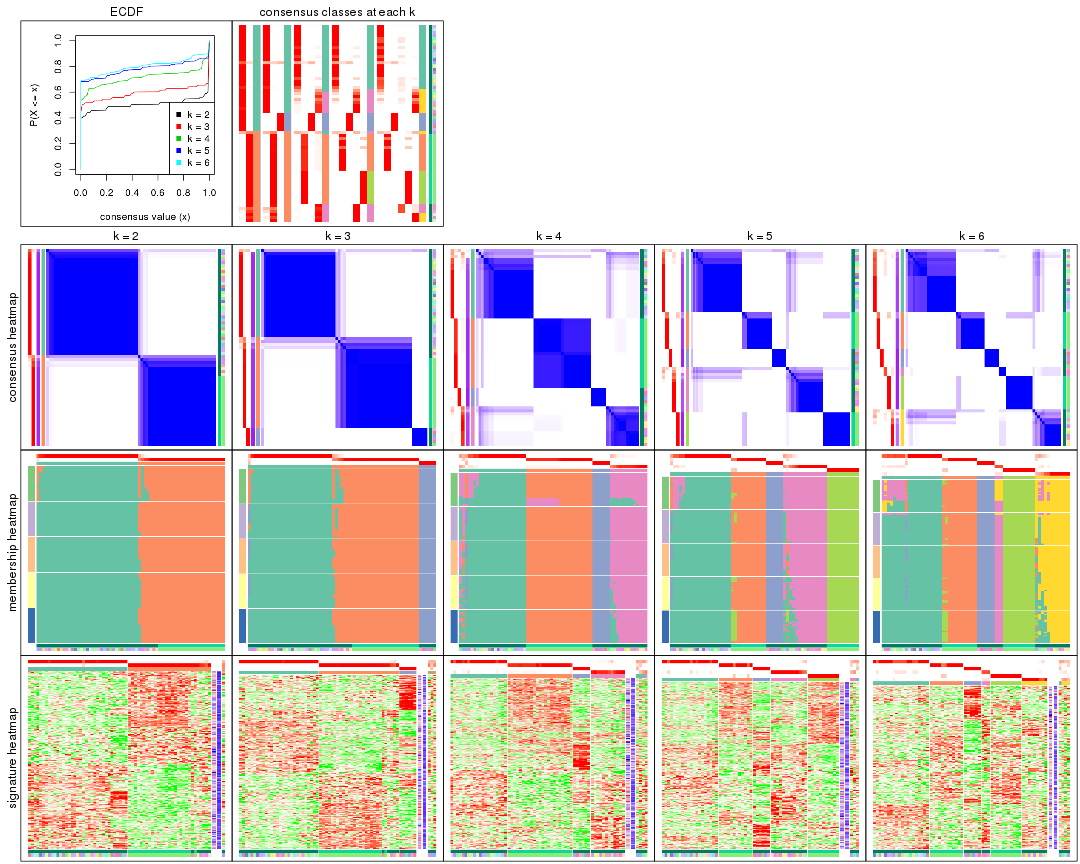 ECDF
consensus classes at each k
P(X <= x)
1.0
0.8
0.6
0.4
0.2
0.0
k = 2
k = 3
k = 4
k = 5
k = 6
0.0 0.2 0.4 0.6 0.8 1.0
consensus value (x)
k = 2
k = 3
k = 4
k = 5
k = 6
consensus heatmap
membership heatmap
signature heatmap